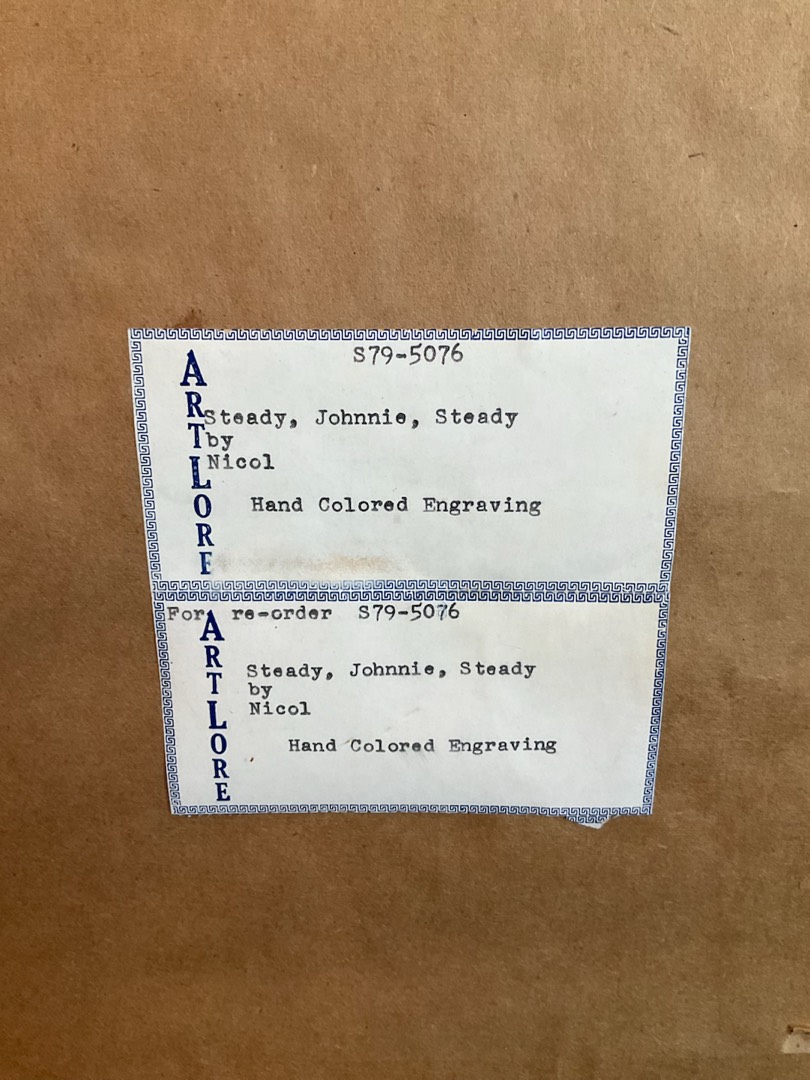 S79-5076
ARTLORE
Steady, Johnnie, Steady
by
Nicol
Hand Colored Engraving
For re-order S79-5076
ARTLORE
Steady, Johnnie, Steady
by
Nicol
Hand Colored Engraving